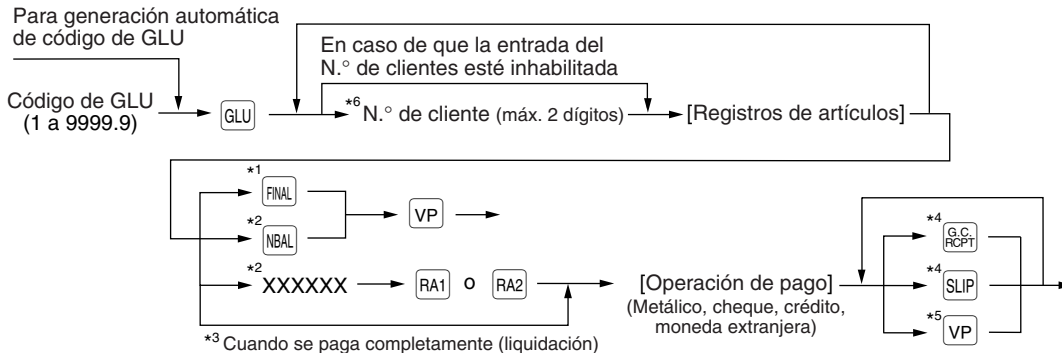 Para generación automática
de código de GLU
En caso de que la entrada del
N.° de clientes esté inhabilitada
Código de GLU
(1 a 9999.9)
GLU
*6 N.° de cliente (máx. 2 dígitos)
[Registros de artículos]
*1 FINAL
*2 NBAL
VP
*2 XXXXXX
RA1 o RA2
*3 Cuando se paga completamente (liquidación)
[Operación de pago]
(Metálico, cheque, crédito,
moneda extranjera)
*4 G.C.
RCPT
*4 SLIP
*5 VP